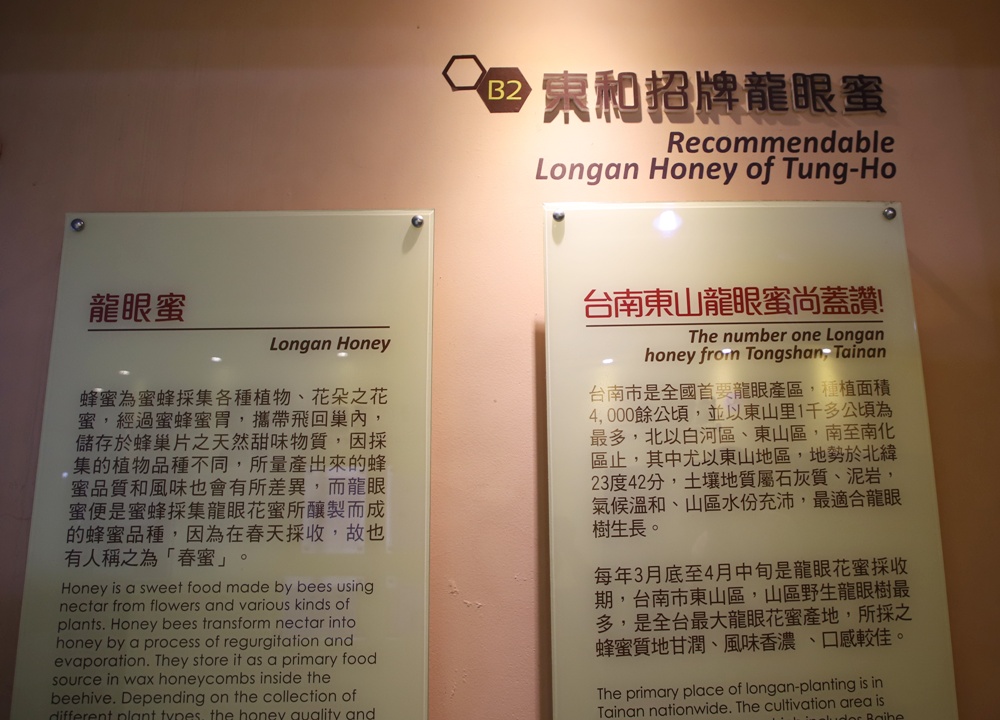 B2
東和招牌龍眼蜜
Recommendable
Longan Honey of Tung-Ho
龍眼蜜
Longan Honey
蜂蜜為蜜蜂採集各種植物、花朵之花
蜜，經過蜜蜂蜜胃，攜帶飛回巢內，
儲存於蜂巢片之天然甜味物質，因採
集的植物品種不同，所量產出來的蜂
蜜品質和風味也會有所差異，而龍眼
蜜便是蜜蜂採集龍眼花蜜所釀製而成
的蜂蜜品種，因為在春天採收，故也
有人稱之為「春蜜」。
Honey is a sweet food made by bees using
nectar from flowers and various kinds of
plants. Honey bees transform nectar into
honey by a process of regurgitation and
evaporation. They store it as a primary food
source in wax honeycombs inside the
beehive. Depending on the collection of
different plant types, the honey quality and
台南東山龍眼蜜尚蓋讚!
The number one Longan
honey from Tongshan, Tainan
台南市是全國首要龍眼產區，種植面積
4,000餘公頃，並以東山里1千多公頃為
最多，北以白河區、東山區，南至南化
區止，其中尤以東山地區，地勢於北緯
23度42分，土壤地質屬石灰質、泥岩，
氣候溫和、山區水份充沛，最適合龍眼
樹生長。
每年3月底至4月中旬是龍眼花蜜採收
期，台南市東山區，山區野生龍眼樹最
多，是全台最大龍眼花蜜產地，所採之
蜂蜜質地甘潤、風味香濃、口感較佳。
The primary place of longan-planting is in
Tainan nationwide. The cultivation area is
includes Baihe